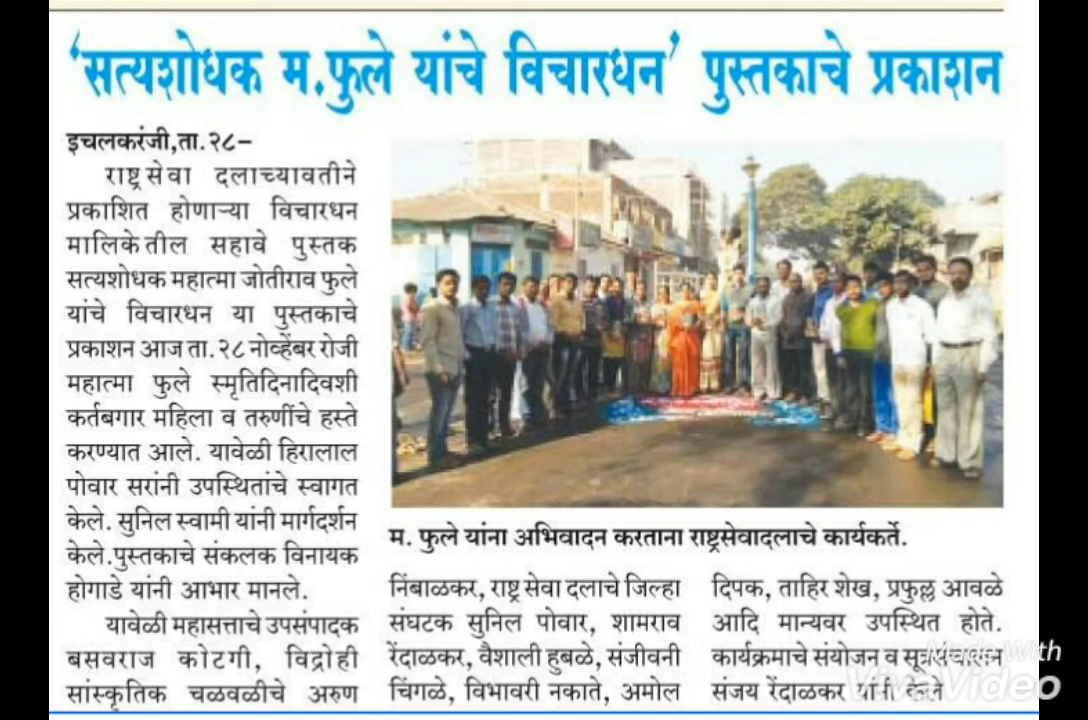 ‘सत्यशोधक म.फुले यांचे विचारधन’ पुस्तकाचे प्रकाशन
इचलकरंजी,ता.२८–
राष्ट्रसेवा दलाच्यावतीने
प्रकाशित होणाऱ्या विचारधन
मालिकेतील सहावे पुस्तक
सत्यशोधक महात्मा जोतीराव फुले
यांचे विचारधन या पुस्तकाचे
प्रकाशन आज ता.२८ नोव्हेंबर रोजी
महात्मा फुले स्मृतिदिनादिवशी
कर्तबगार महिला व तरुणींचे हस्ते
करण्यात आले. यावेळी हिरालाल
पोवार सरांनी उपस्थितांचे स्वागत
केले. सुनिल स्वामी यांनी मार्गदर्शन
केले.पुस्तकाचे संकलक विनायक
होगाडे यांनी आभार मानले.
यावेळी महासत्ताचे उपसंपादक
बसवराज कोटगी, विद्रोही
सांस्कृतिक चळवळीचे अरुण
म. फुले यांना अभिवादन करताना राष्ट्रसेवादलाचे कार्यकर्ते.
निंबाळकर, राष्ट्र सेवा दलाचे जिल्हा
संघटक सुनिल पोवार, शामराव
रेंदाळकर, वैशाली हुबळे, संजीवनी
चिंगळे, विभावरी नकाते, अमोल
दिपक, ताहिर शेख, प्रफुल्ल आवळे
आदि मान्यवर उपस्थित होते.
कार्यक्रमाचे संयोजन व सूत्रसंचालन
संजय रेंदाळकर यांनी केले
Made With
VivaVideo